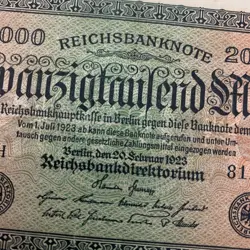 000 REICHSBANKNOTE 20
wanzigtausend M
Reichsbankhauptkasse in Berlin gegen diese Banknote dem
Vom 1. Juli 1923 ab kann diese Banknote aufgerufen und unter Um-
tausch gegen andere gesetzliche Zahlungsmittel eingezogen werden
H Berlin, den 20. Februar 1923 81
Reichsbankdirektorium